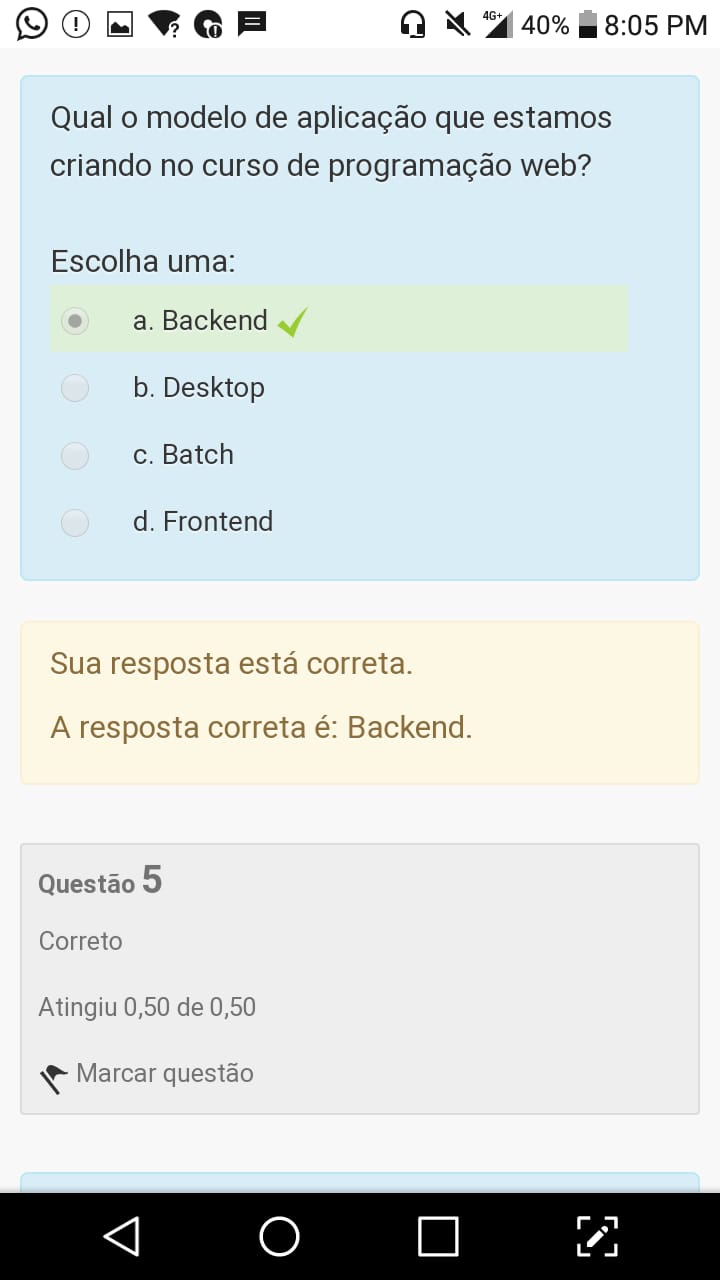 4G+ 40% 8:05 PM
Qual o modelo de aplicação que estamos
criando no curso de programação web?
Escolha uma:
a. Backend
b. Desktop
c. Batch
d. Frontend
Sua resposta está correta.
A resposta correta é: Backend.
Questão 5
Correto
Atingiu 0,50 de 0,50
Marcar questão